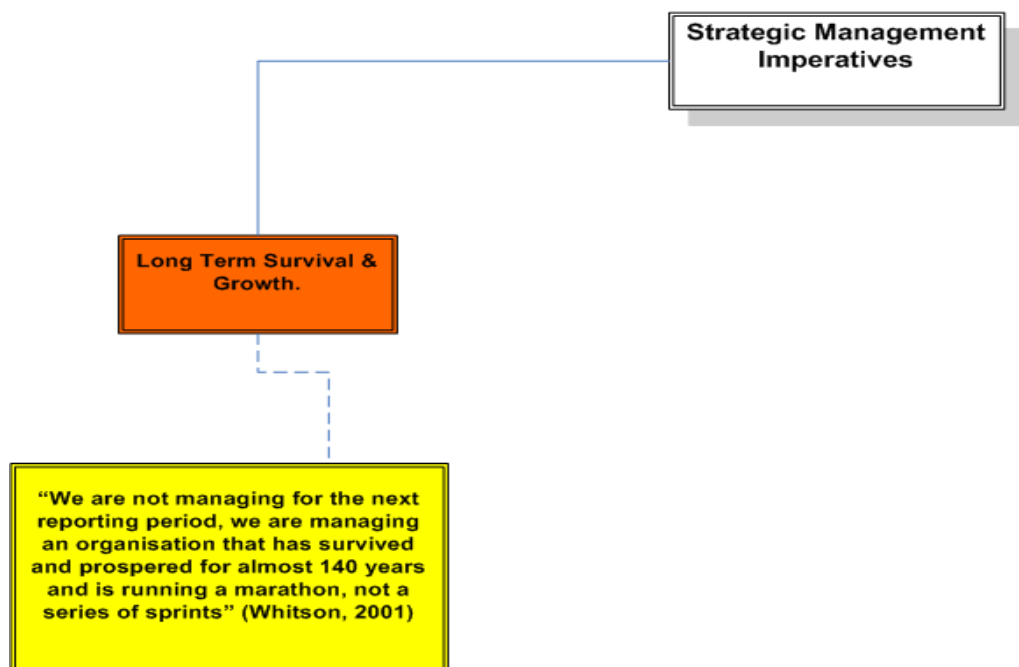 Strategic Management
Imperatives
Long Term Survival &
Growth.
“We are not managing for the next
reporting period, we are managing
an organisation that has survived
and prospered for almost 140 years
and is running a marathon, not a
series of sprints” (Whitson, 2001)